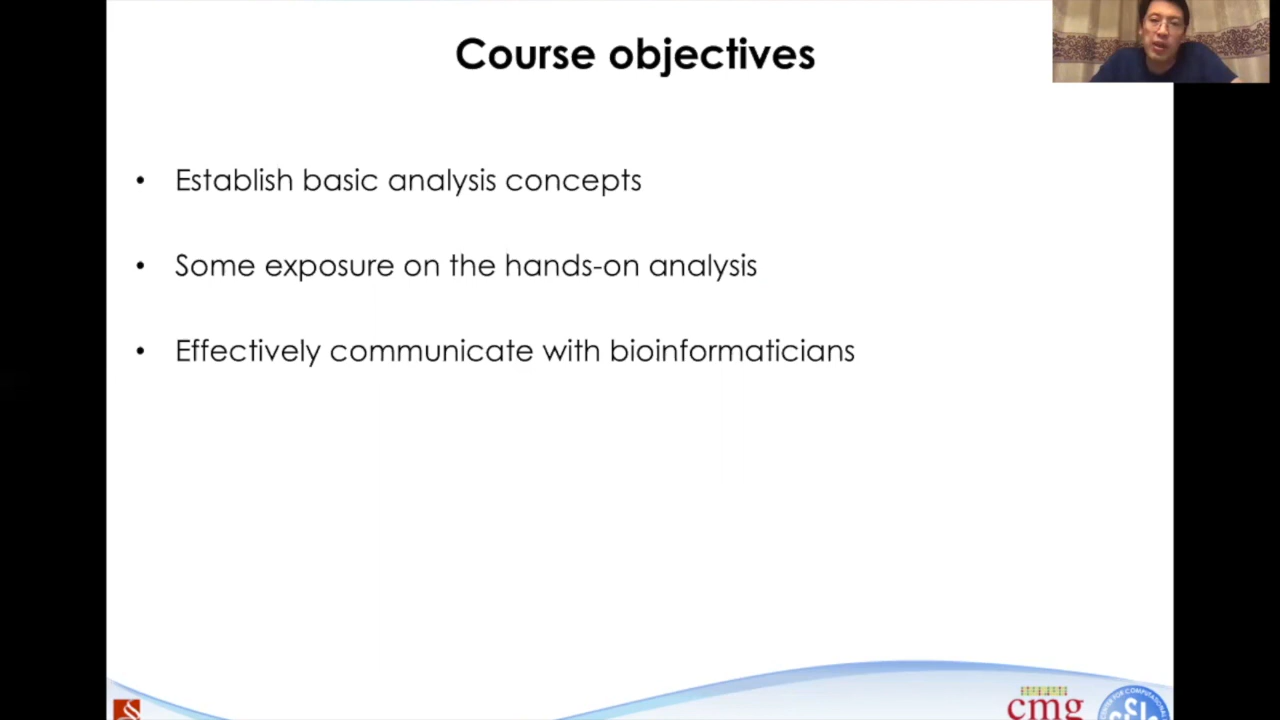 Course objectives
• Establish basic analysis concepts
• Some exposure on the hands-on analysis
• Effectively communicate with bioinformaticians
cmg